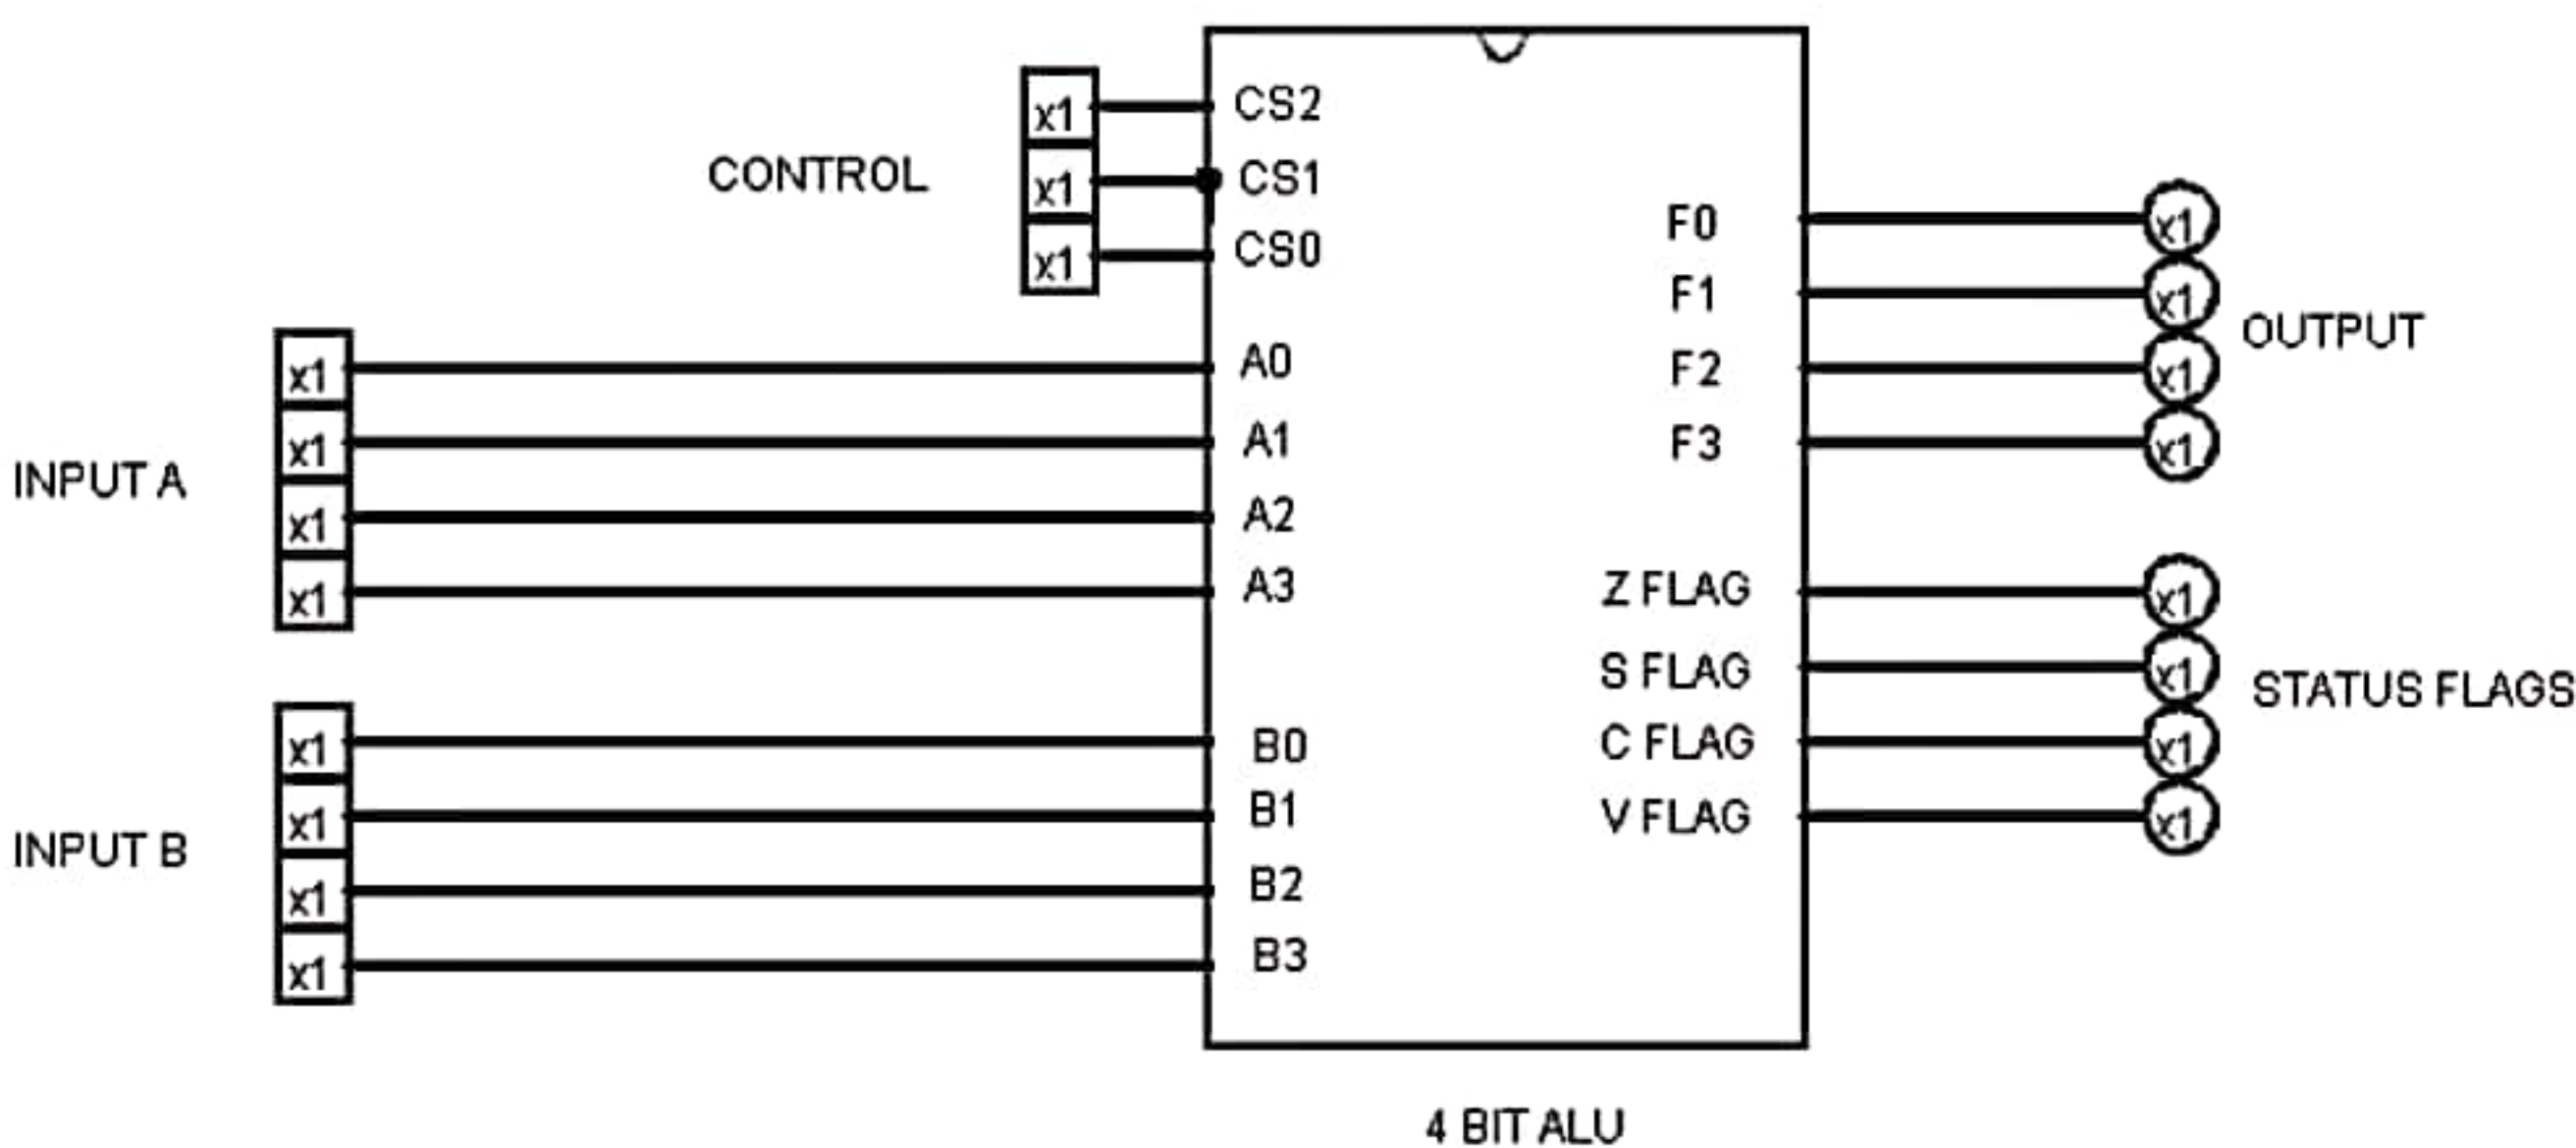 CONTROL
x1 CS2
x1 CS1
x1 CS0
INPUT A
x1 A0
x1 A1
x1 A2
x1 A3
INPUT B
x1 B0
x1 B1
x1 B2
x1 B3
F0 x1
F1 x1
F2 x1
F3 x1
OUTPUT
Z FLAG x1
S FLAG x1
C FLAG x1
V FLAG x1
STATUS FLAGS
4 BIT ALU